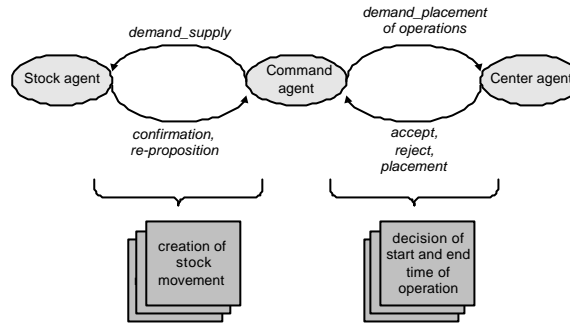 demand_supply
demand_placement
of operations
Stock agent
Command
agent
Center agent
confirmation,
re-proposition
accept,
reject,
placement
creation of
stock
movement
decision of
start and end
time of
operation